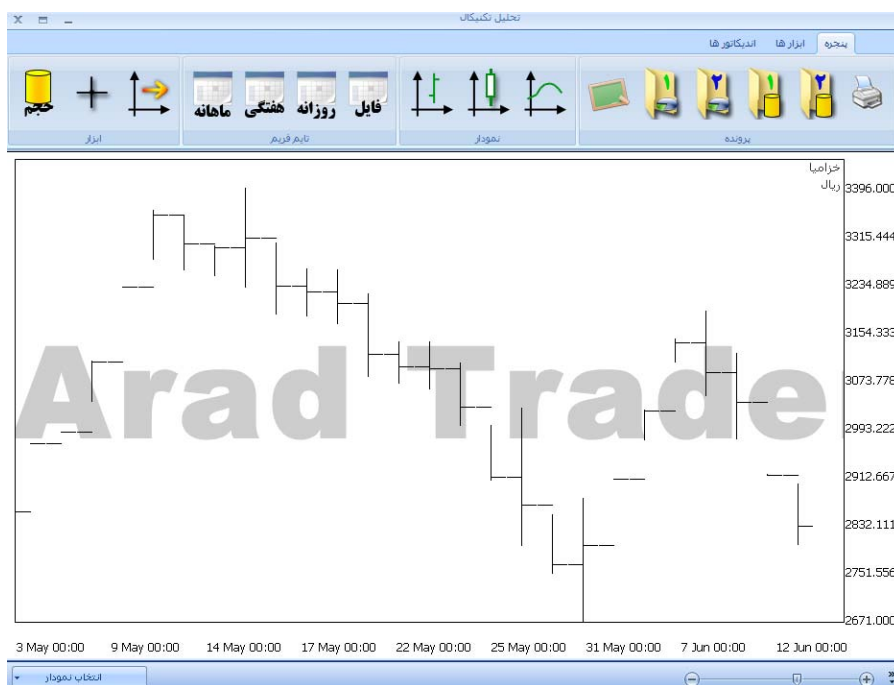 تحلیل تکنیکال
پنجره ابزار ها اندیکاتور ها
۱ ۲ ۱ ۲
فایل روزانه هفتگی ماهانه
حجم
پرونده نمودار تایم فریم ابزار
خزامیا
ریال
3396.000
3315.444
3234.889
3154.333
3073.778
2993.222
2912.667
2832.111
2751.556
2671.000
Arad Trade
3 May 00:00 9 May 00:00 14 May 00:00 17 May 00:00 22 May 00:00 25 May 00:00 31 May 00:00 7 Jun 00:00 12 Jun 00:00
انتخاب نمودار